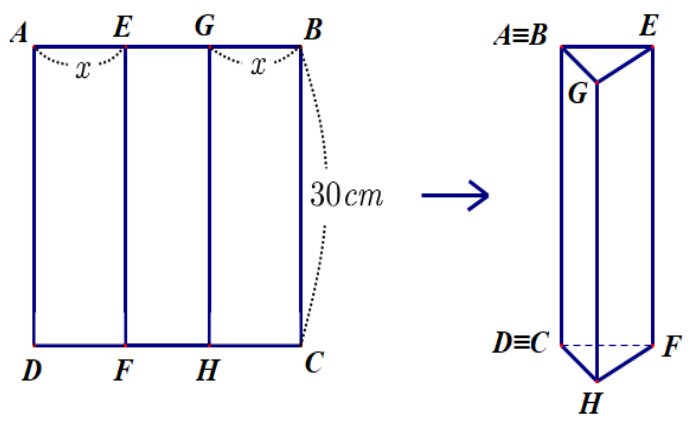 A E G B
x x
30cm
D F H C
A≡B E
G
D≡C F
H